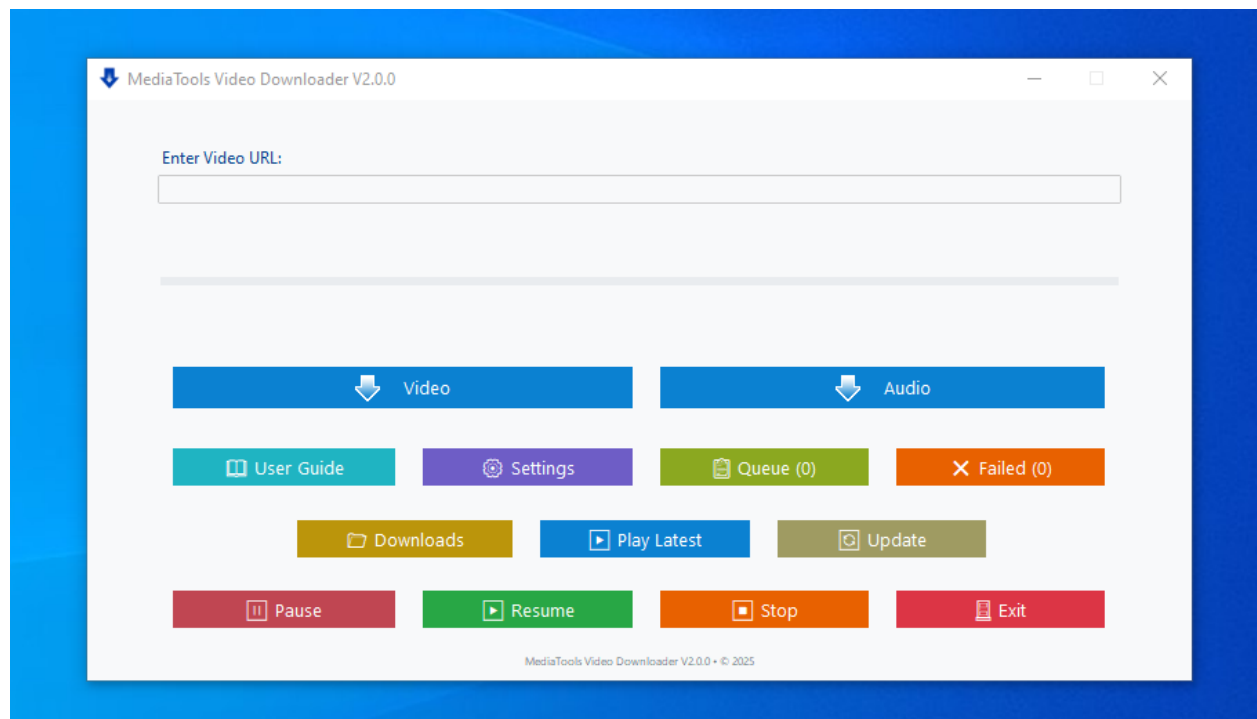 MediaTools Video Downloader V2.0.0
Enter Video URL:
Video
Audio
User Guide
Settings
Queue (0)
Failed (0)
Downloads
Play Latest
Update
Pause
Resume
Stop
Exit
MediaTools Video Downloader V2.0.0 • © 2025